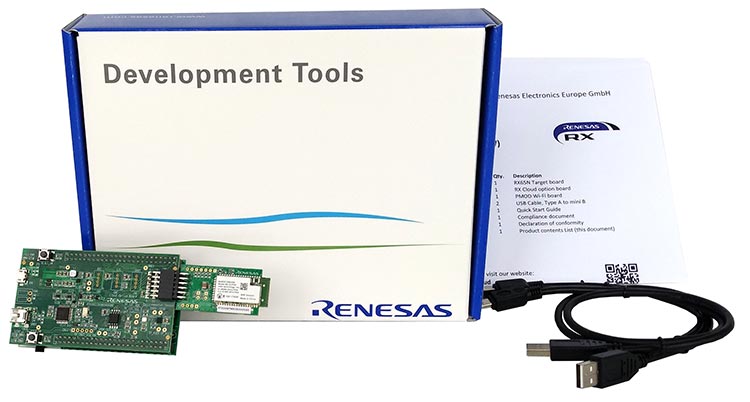 Development Tools
RENESAS
RENESAS
enesas Electronics Europe GmbH
RENESAS
RX
Qty. Description
1 RX65N Target board
1 RX Cloud option board
1 PMOD Wi-Fi board
2 USB Cable, Type A to mini B
1 Quick Start Guide
1 Compliance document
1 Declaration of conformity
1 Product contents List (this document)
visit our website: